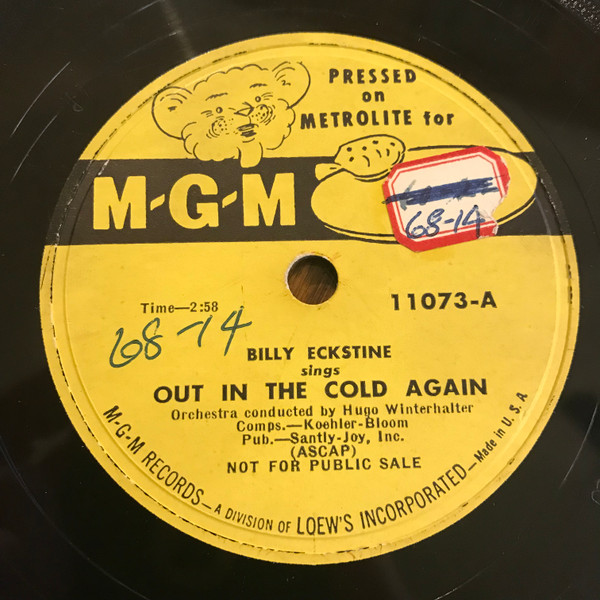 PRESSED
on
METROLITE for
M-G-M
68-14
Time—2:58
11073-A
68-14
BILLY ECKSTINE
sings
OUT IN THE COLD AGAIN
Orchestra conducted by Hugo Winterhalter
Comps.—Koehler-Bloom
Pub.—Santly-Joy, Inc.
(ASCAP)
NOT FOR PUBLIC SALE
M-G-M RECORDS—A DIVISION OF LOEW'S INCORPORATED—Made in U.S.A